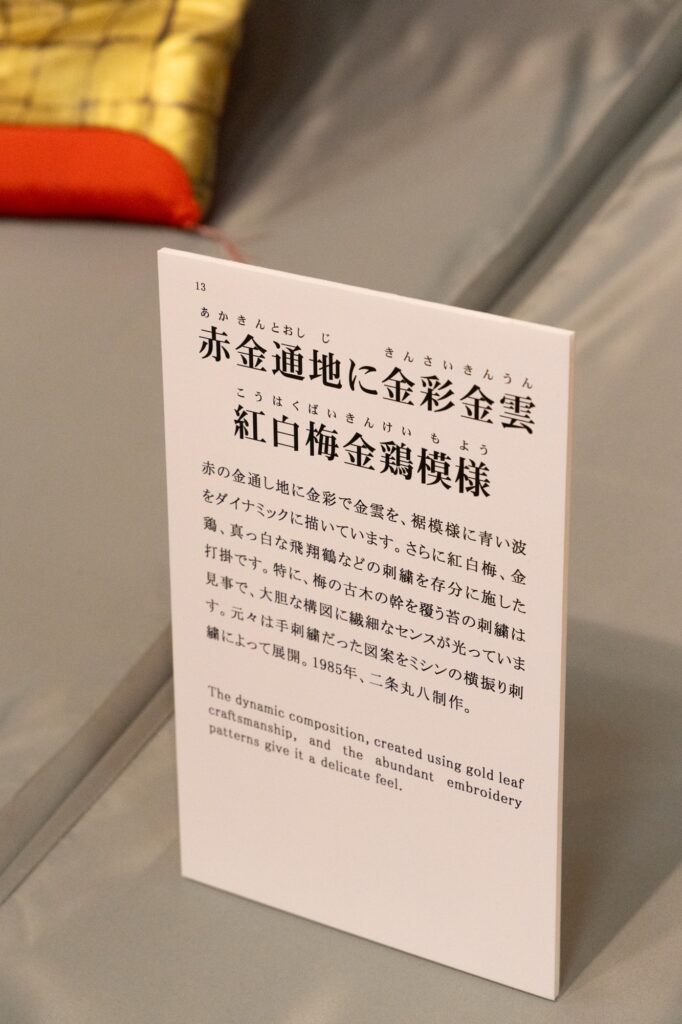 13
あかきんとおし じ きんさいきんうん
赤金通地に金彩金雲
こうはくばいきんけい も よう
紅白梅金鶏模様
赤の金通し地に金彩で金雲を、裾模様に青い波
をダイナミックに描いています。さらに紅白梅、金
鶏、真っ白な飛翔鶴などの刺繍を存分に施した
打掛です。特に、梅の古木の幹を覆う苔の刺繍は
見事で、大胆な構図に繊細なセンスが光っていま
す。元々は手刺繍だった図案をミシンの横振り刺
繍によって展開。1985年、二条丸八制作。
The dynamic composition, created using gold leaf
craftsmanship, and the abundant embroidery
patterns give it a delicate feel.